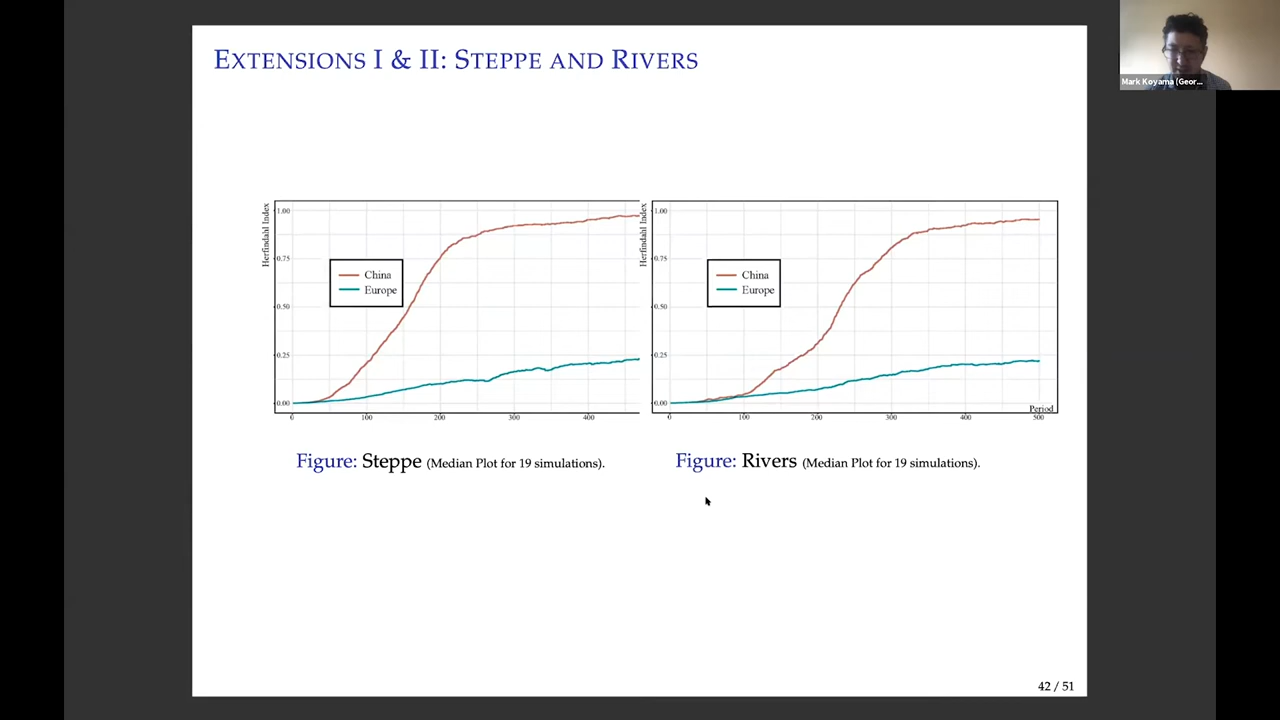 EXTENSIONS I & II: STEPPE AND RIVERS
Mark Koyama (Geor...
Herfindahl Index
1.00
0.75
0.50
0.25
0.00
China
Europe
0
100
200
300
400
Herfindahl Index
1.00
0.75
0.50
0.25
0.00
China
Europe
Period
0
100
200
300
400
500
Figure: Steppe (Median Plot for 19 simulations).
Figure: Rivers (Median Plot for 19 simulations).
42 / 51